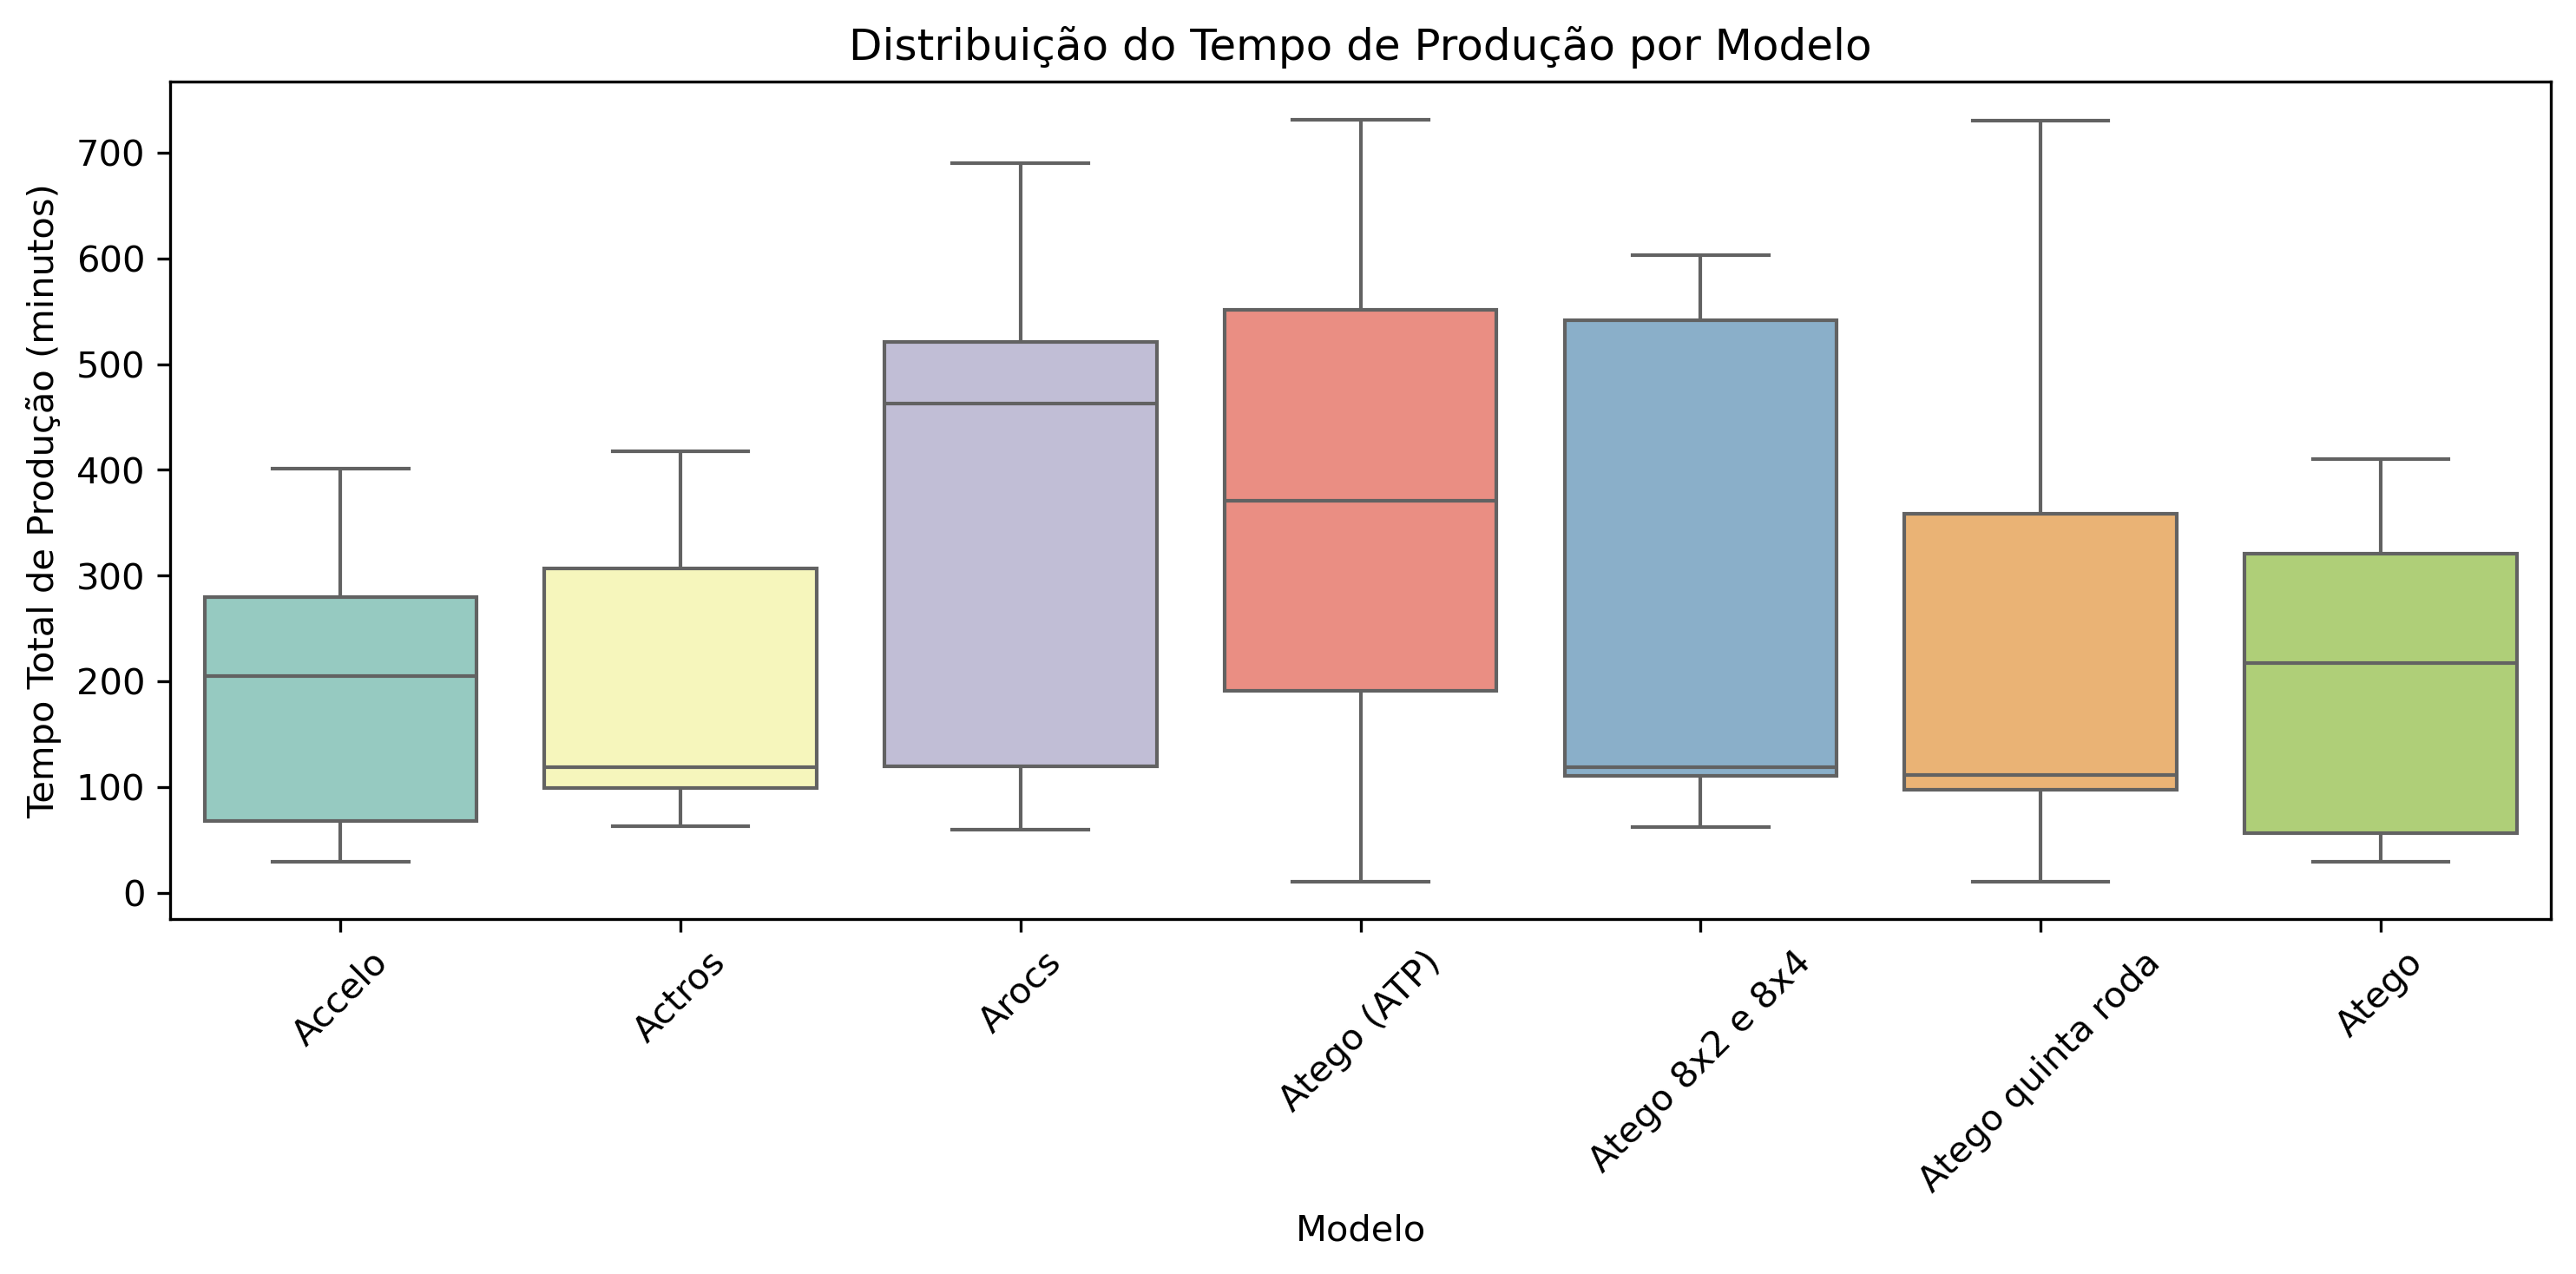 Distribuição do Tempo de Produção por Modelo
Tempo Total de Produção (minutos)
700
600
500
400
300
200
100
0
Accelo
Actros
Arocs
Atego (ATP)
Atego 8x2 e 8x4
Atego quinta roda
Atego
Modelo